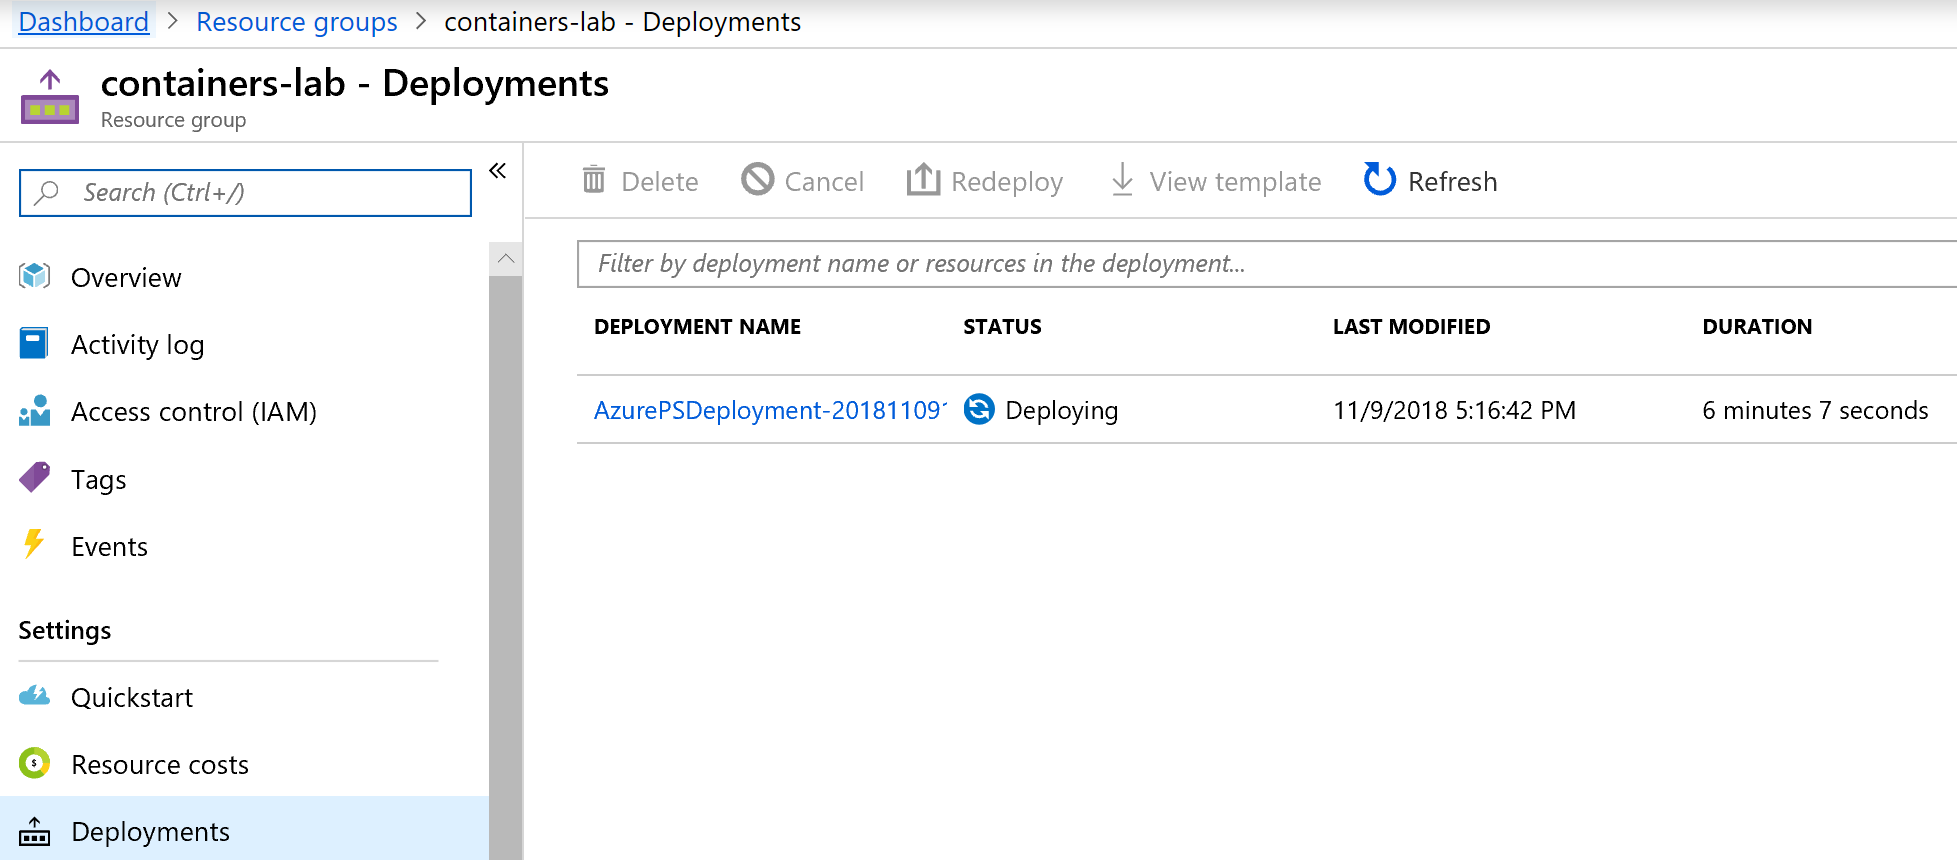 Dashboard > Resource groups > containers-lab - Deployments
containers-lab - Deployments
Resource group
Search (Ctrl+/)
«
Overview
Activity log
Access control (IAM)
Tags
Events
Settings
Quickstart
Resource costs
Deployments
Delete Cancel Redeploy View template Refresh
Filter by deployment name or resources in the deployment...
DEPLOYMENT NAME STATUS LAST MODIFIED DURATION
AzurePSDeployment-201811091 Deploying 11/9/2018 5:16:42 PM 6 minutes 7 seconds